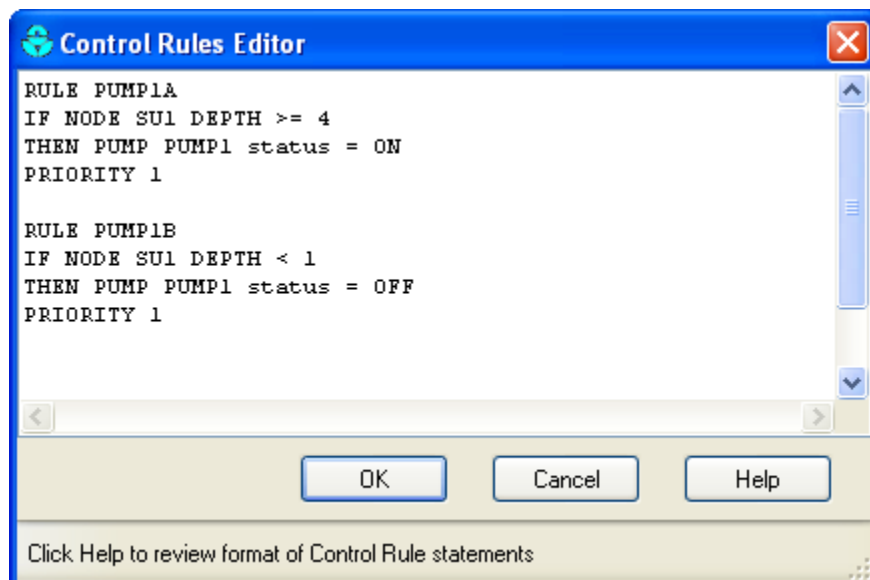 Control Rules Editor
RULE PUMP1A
IF NODE SU1 DEPTH >= 4
THEN PUMP PUMP1 status = ON
PRIORITY 1
RULE PUMP1B
IF NODE SU1 DEPTH < 1
THEN PUMP PUMP1 status = OFF
PRIORITY 1
OK Cancel Help
Click Help to review format of Control Rule statements